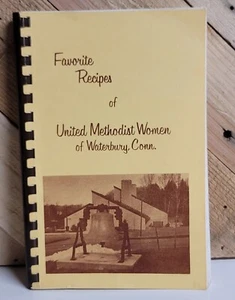 Favorite
Recipes
of
United Methodist Women
of Waterbury, Conn.